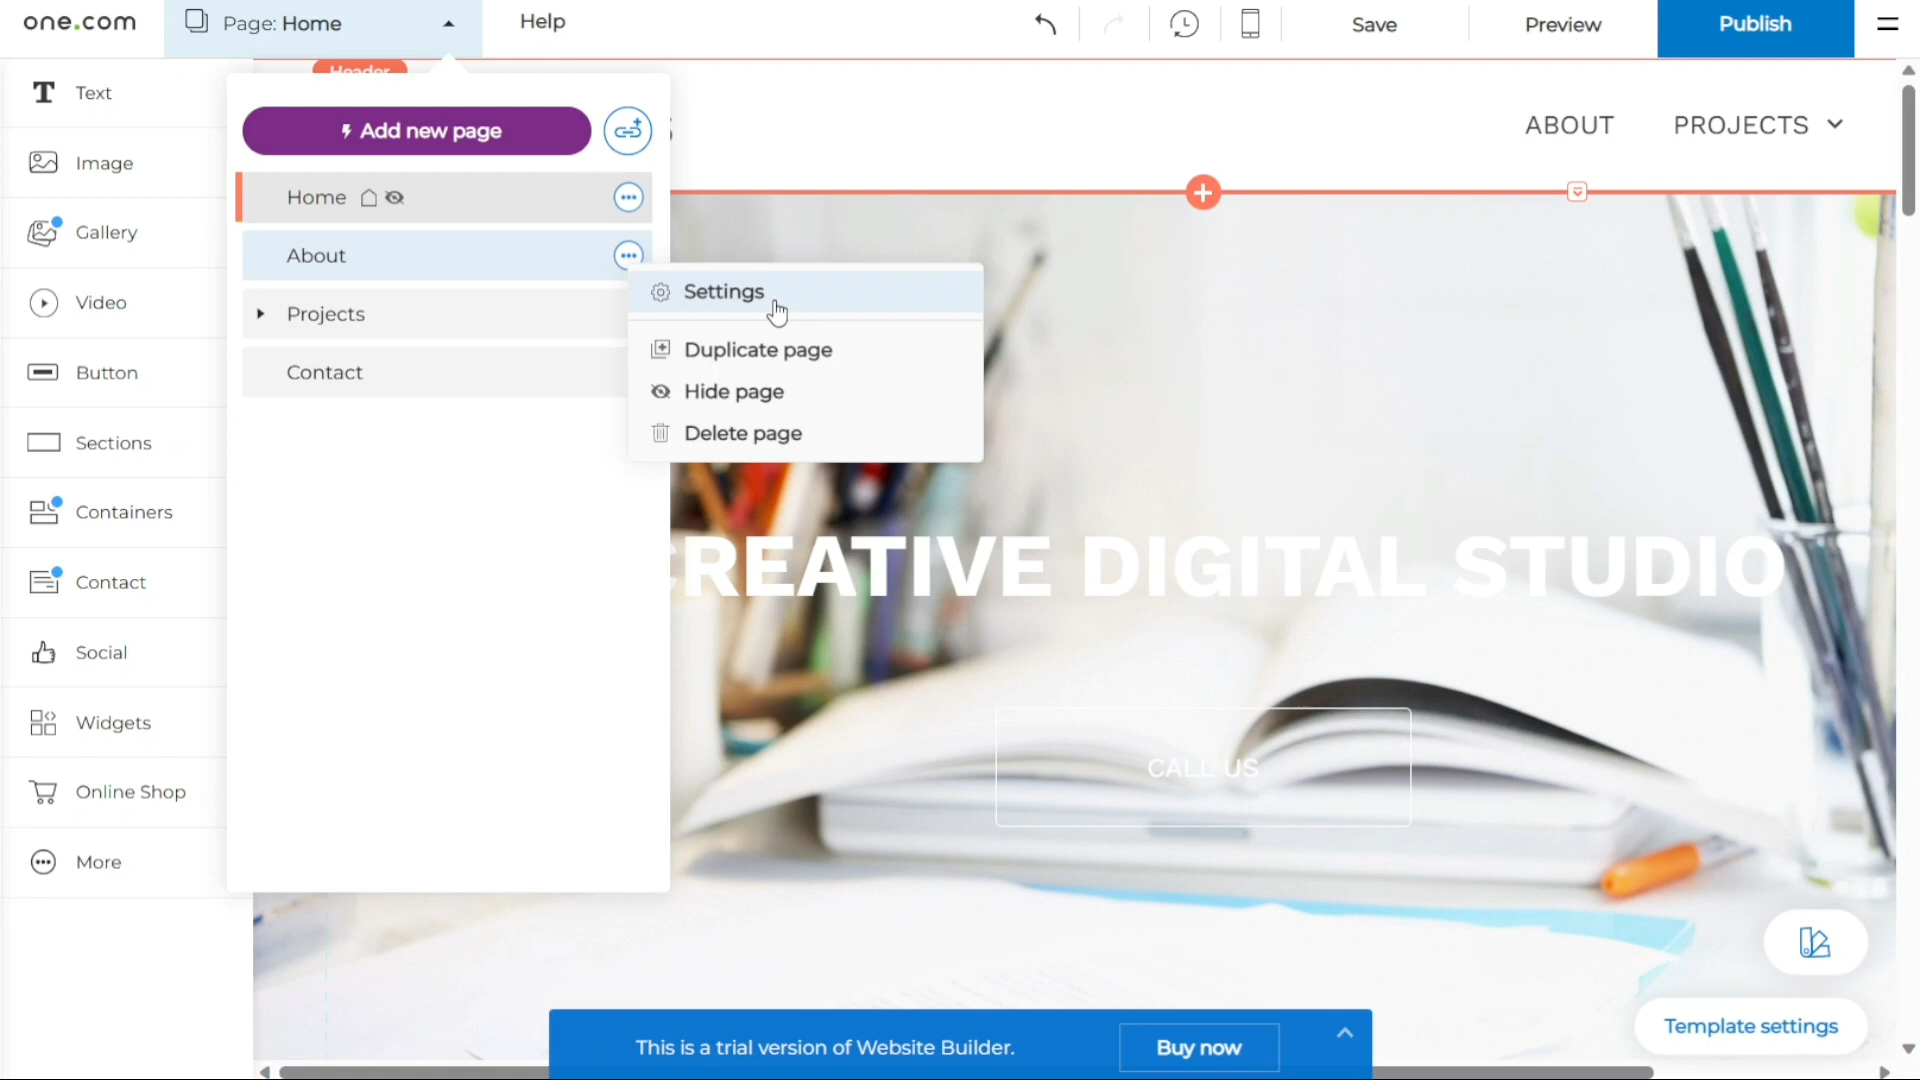 one.com
Page: Home
Help
Save
Preview
Publish
Header
Text
Image
Gallery
Video
Button
Sections
Containers
Contact
Social
Widgets
Online Shop
More
Add new page
Home
About
Projects
Contact
Settings
Duplicate page
Hide page
Delete page
ABOUT
PROJECTS
CREATIVE DIGITAL STUDIO
CALL US
Template settings
This is a trial version of Website Builder.
Buy now